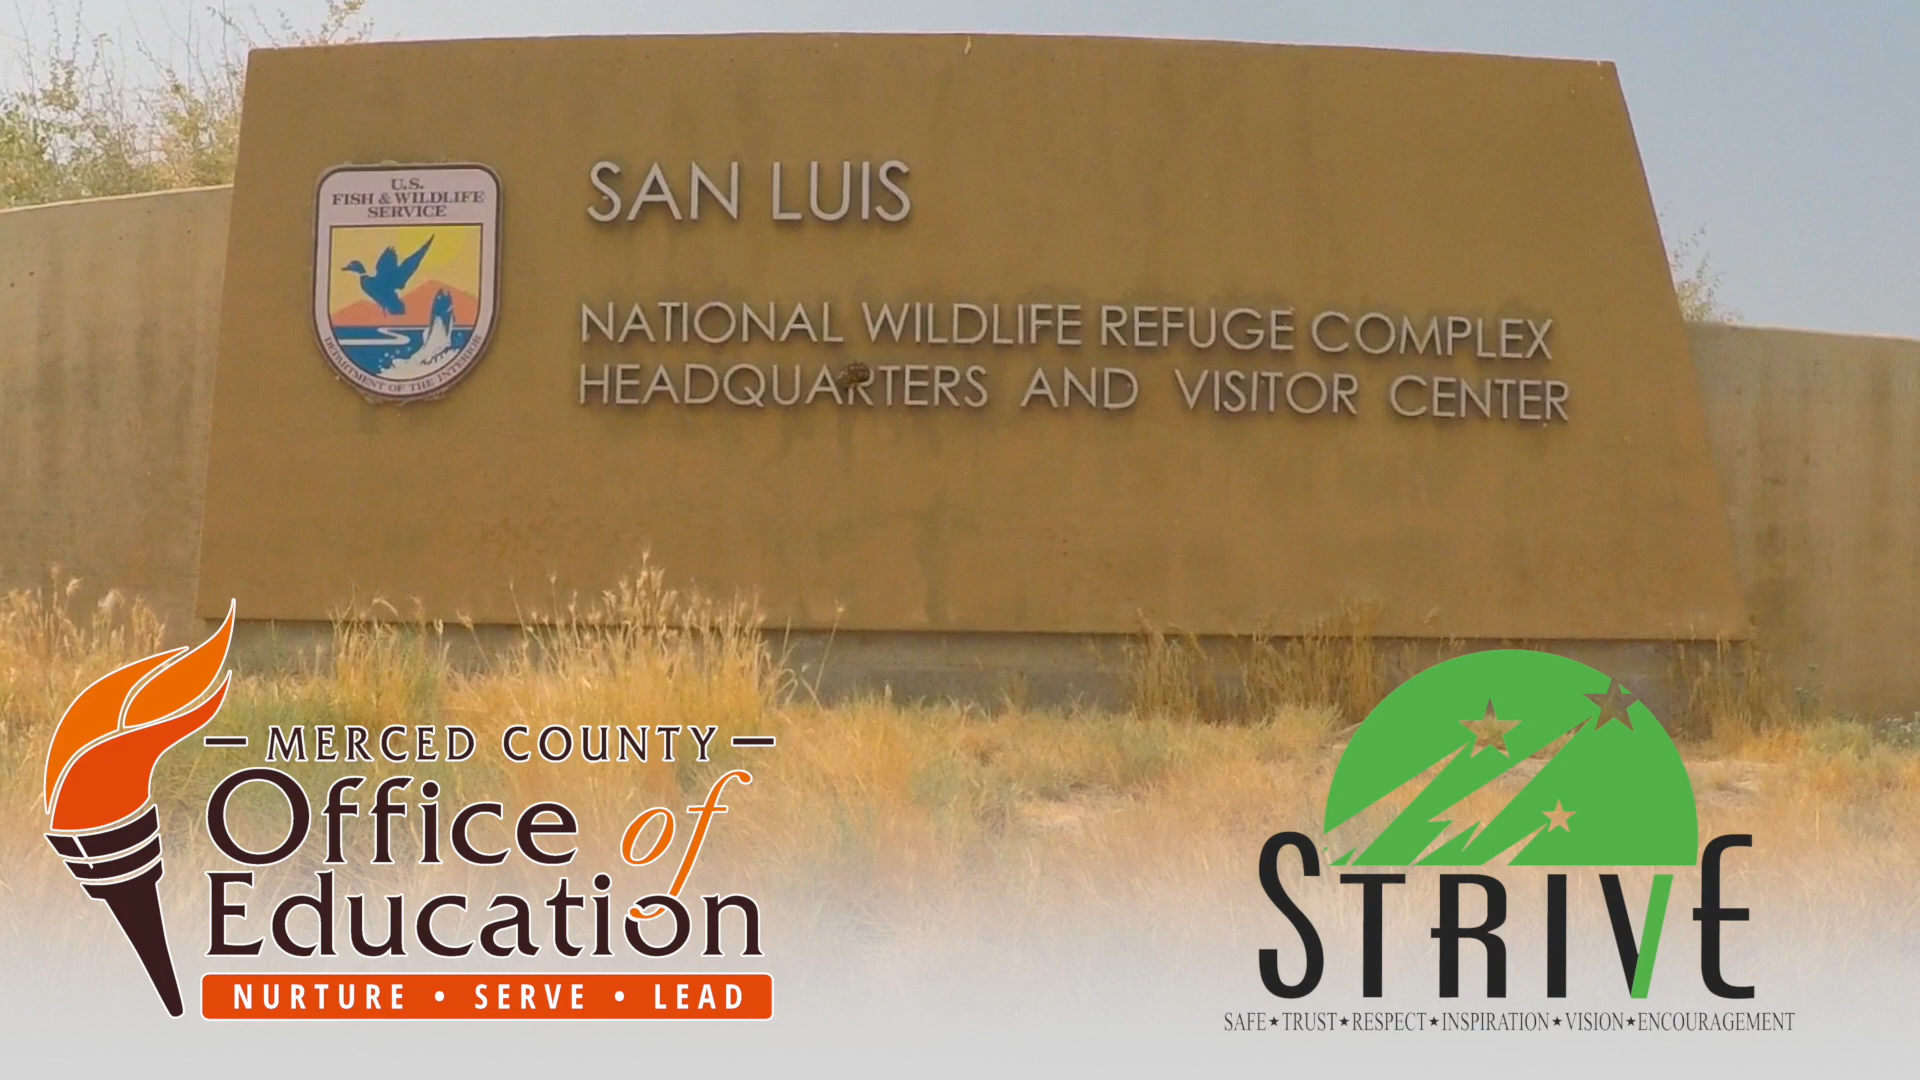 U.S.
FISH & WILDLIFE
SERVICE
DEPARTMENT OF THE INTERIOR
SAN LUIS
NATIONAL WILDLIFE REFUGE COMPLEX
HEADQUARTERS AND VISITOR CENTER
MERCED COUNTY
Office of
Education
NURTURE • SERVE • LEAD
STRIVE
SAFE★TRUST★RESPECT★INSPIRATION★VISION★ENCOURAGEMENT